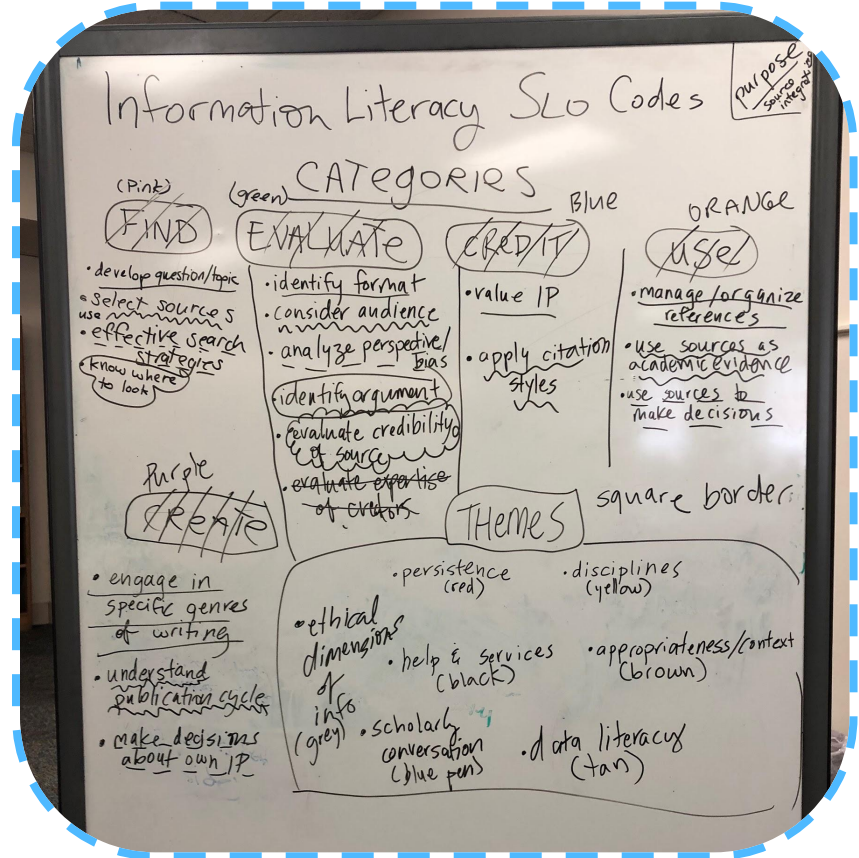 Information Literacy SLO Codes
purpose
source
integration
CATEGORIES
(Pink)
FIND
• develop question/topic
• select sources
use
• effective search
strategies
• know where
to look
(green)
EVALUATE
• identify format
• consider audience
• analyze perspective/
bias
• identify argument
• evaluate credibility
of source
• evaluate expertise
of creators
Blue
CREDIT
• value IP
• apply citation
styles
ORANGE
USE
• manage/organize
references
• use sources as
academic evidence
• use sources to
make decisions
Purple
CREATE
• engage in
specific genres
of writing
• understand
publication cycle
• make decisions
about own IP
THEMES
square border
• persistence
(red)
• disciplines
(yellow)
• ethical
dimensions
of
info
(grey)
• help & services
(black)
• appropriateness/context
(brown)
• scholarly
conversation
(blue pen)
• data literacy
(tan)